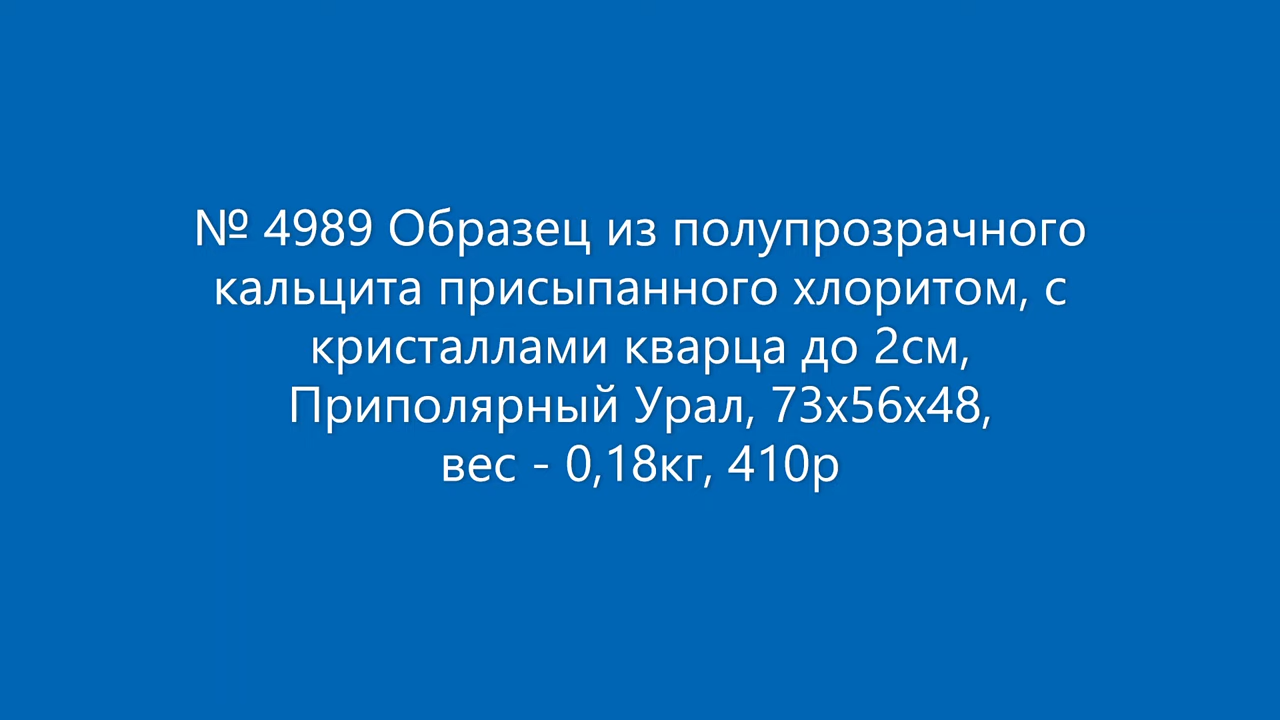 № 4989 Образец из полупрозрачного
кальцита присыпанного хлоритом, с
кристаллами кварца до 2см,
Приполярный Урал, 73х56х48,
вес - 0,18кг, 410р